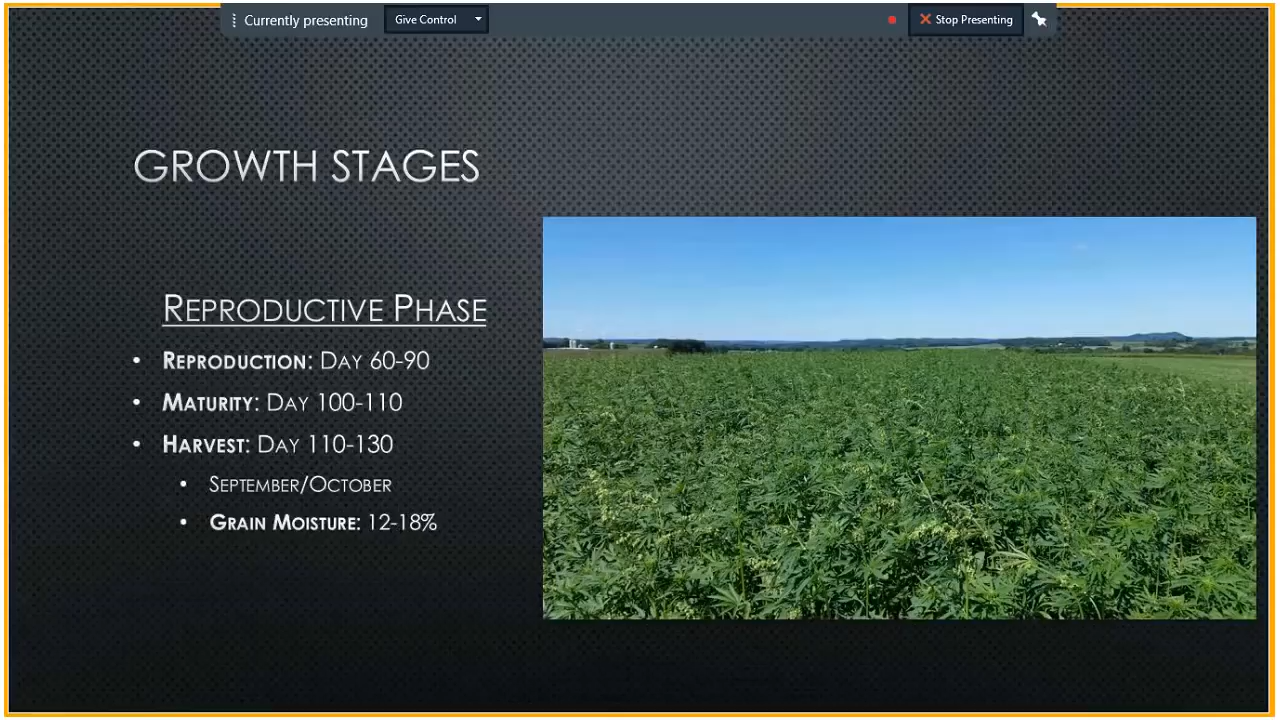 Currently presenting Give Control Stop Presenting
GROWTH STAGES
REPRODUCTIVE PHASE
• REPRODUCTION: DAY 60-90
• MATURITY: DAY 100-110
• HARVEST: DAY 110-130
• SEPTEMBER/OCTOBER
• GRAIN MOISTURE: 12-18%